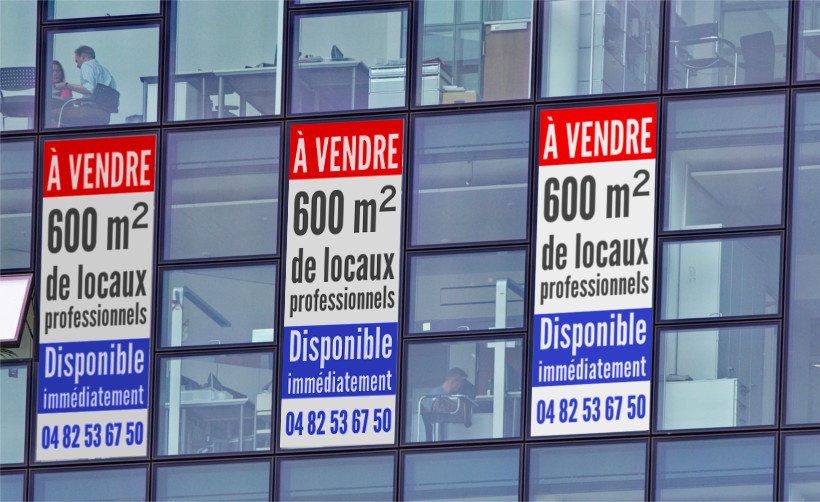 À VENDRE
600 m²
de locaux
professionnels
Disponible
immédiatement
04 82 53 67 50
À VENDRE
600 m²
de locaux
professionnels
Disponible
immédiatement
04 82 53 67 50
À VENDRE
600 m²
de locaux
professionnels
Disponible
immédiatement
04 82 53 67 50